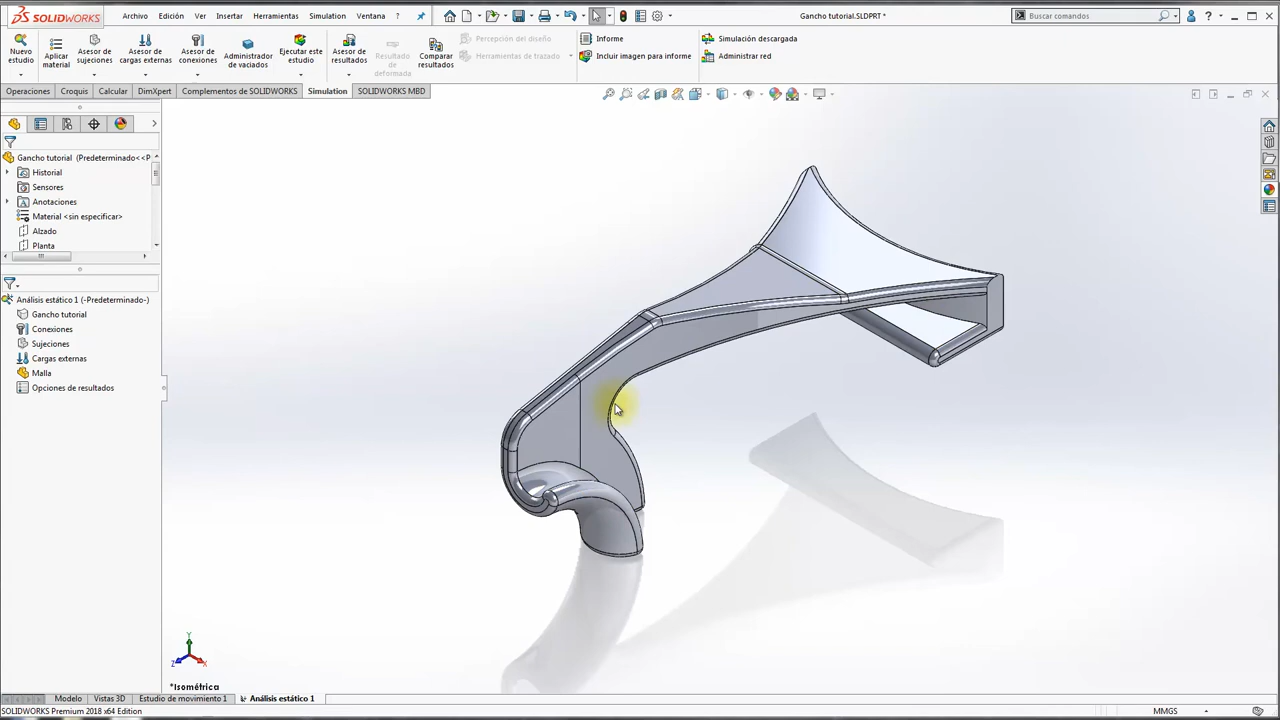 SOLIDWORKS
Archivo Edición Ver Insertar Herramientas Simulation Ventana ?
Gancho tutorial.SLDPRT *
Buscar comandos
Nuevo estudio
Aplicar material
Asesor de sujeciones
Asesor de cargas externas
Asesor de conexiones
Administrador de vaciados
Ejecutar este estudio
Asesor de resultados
Resultado de deformada
Comparar resultados
Percepción del diseño
Herramientas de trazado
Informe
Incluir imagen para informe
Simulación descargada
Administrar red
Operaciones Croquis Calcular DimXpert Complementos de SOLIDWORKS Simulation SOLIDWORKS MBD
Gancho tutorial (Predeterminado<<P
Historial
Sensores
Anotaciones
Material <sin especificar>
Alzado
Planta
Análisis estático 1 (-Predeterminado-)
Gancho tutorial
Conexiones
Sujeciones
Cargas externas
Malla
Opciones de resultados
Y
Z
X
*Isométrica
Modelo Vistas 3D Estudio de movimiento 1 Análisis estático 1
SOLIDWORKS Premium 2018 x64 Edition
MMGS